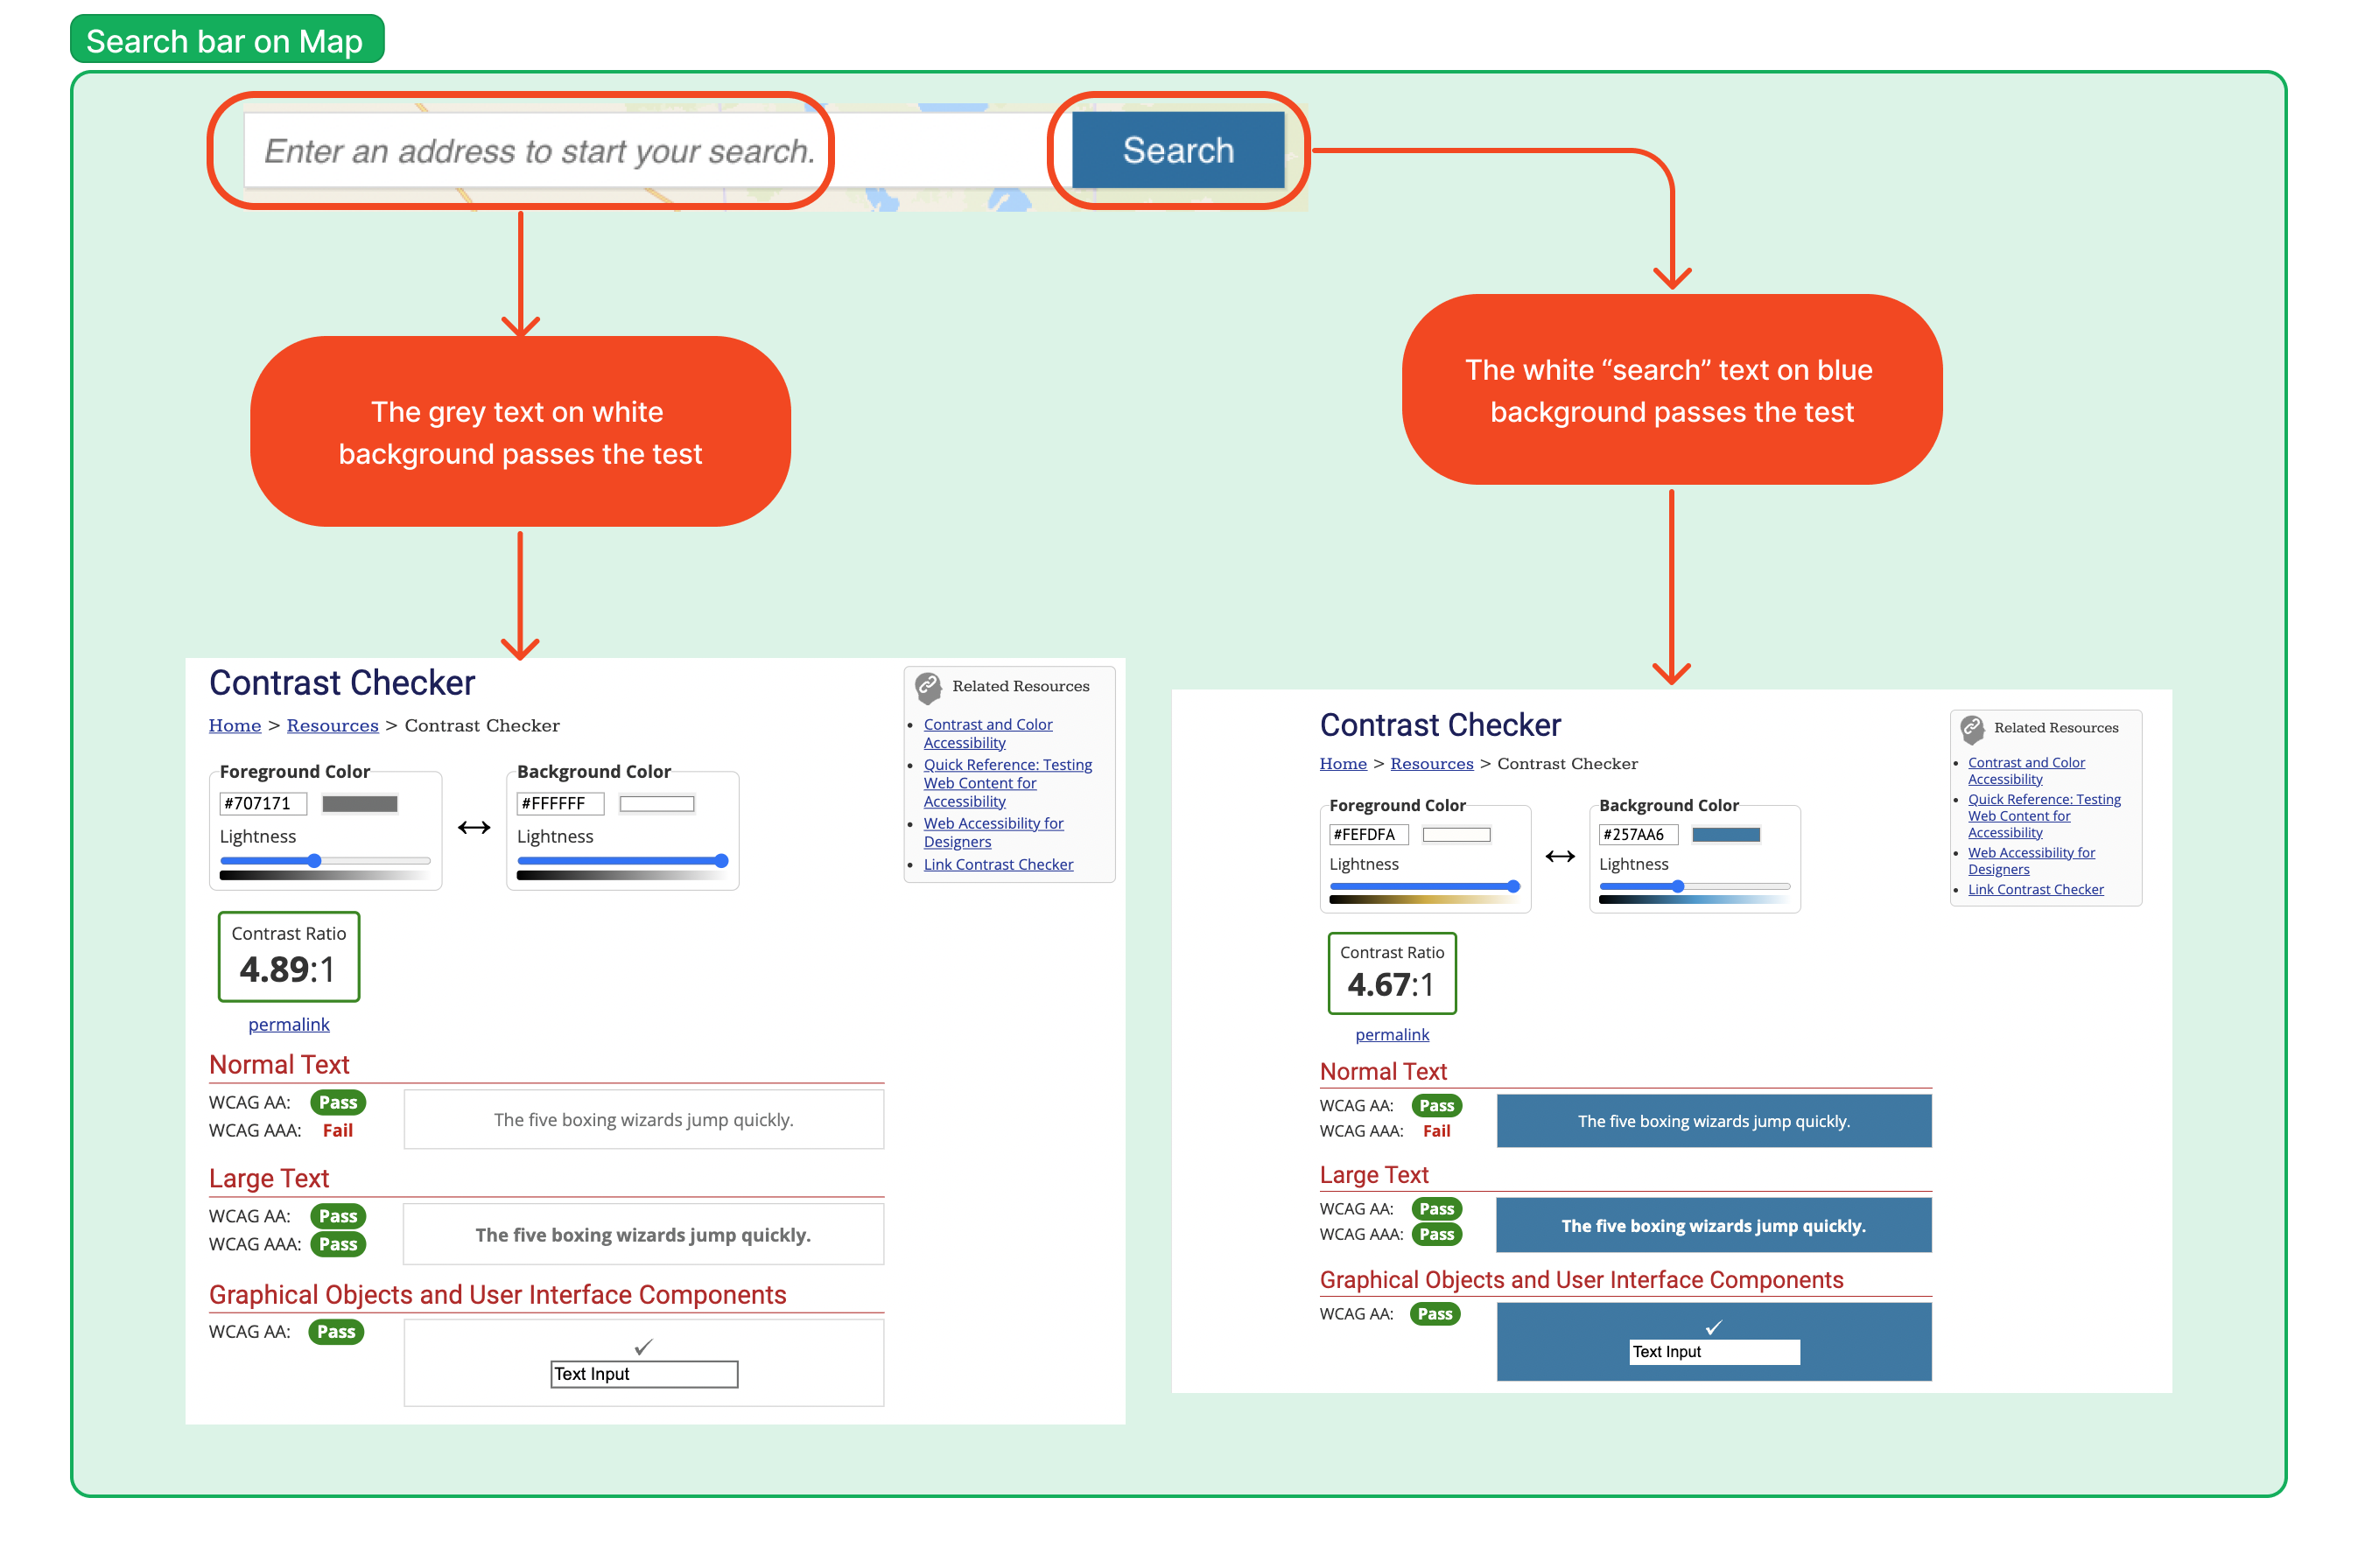 Search bar on Map
Enter an address to start your search.
Search
The grey text on white
background passes the test
The white “search” text on blue
background passes the test
Contrast Checker
Home > Resources > Contrast Checker
Foreground Color
#707171
Lightness
Background Color
#FFFFFF
Lightness
Contrast Ratio
4.89:1
permalink
Normal Text
WCAG AA: Pass
WCAG AAA: Fail
The five boxing wizards jump quickly.
Large Text
WCAG AA: Pass
WCAG AAA: Pass
The five boxing wizards jump quickly.
Graphical Objects and User Interface Components
WCAG AA: Pass
Text Input
Related Resources
Contrast and Color
Accessibility
Quick Reference: Testing
Web Content for
Accessibility
Web Accessibility for
Designers
Link Contrast Checker
Contrast Checker
Home > Resources > Contrast Checker
Foreground Color
#FEFDFA
Lightness
Background Color
#257AA6
Lightness
Contrast Ratio
4.67:1
permalink
Normal Text
WCAG AA: Pass
WCAG AAA: Fail
The five boxing wizards jump quickly.
Large Text
WCAG AA: Pass
WCAG AAA: Pass
The five boxing wizards jump quickly.
Graphical Objects and User Interface Components
WCAG AA: Pass
Text Input
Related Resources
Contrast and Color
Accessibility
Quick Reference: Testing
Web Content for
Accessibility
Web Accessibility for
Designers
Link Contrast Checker